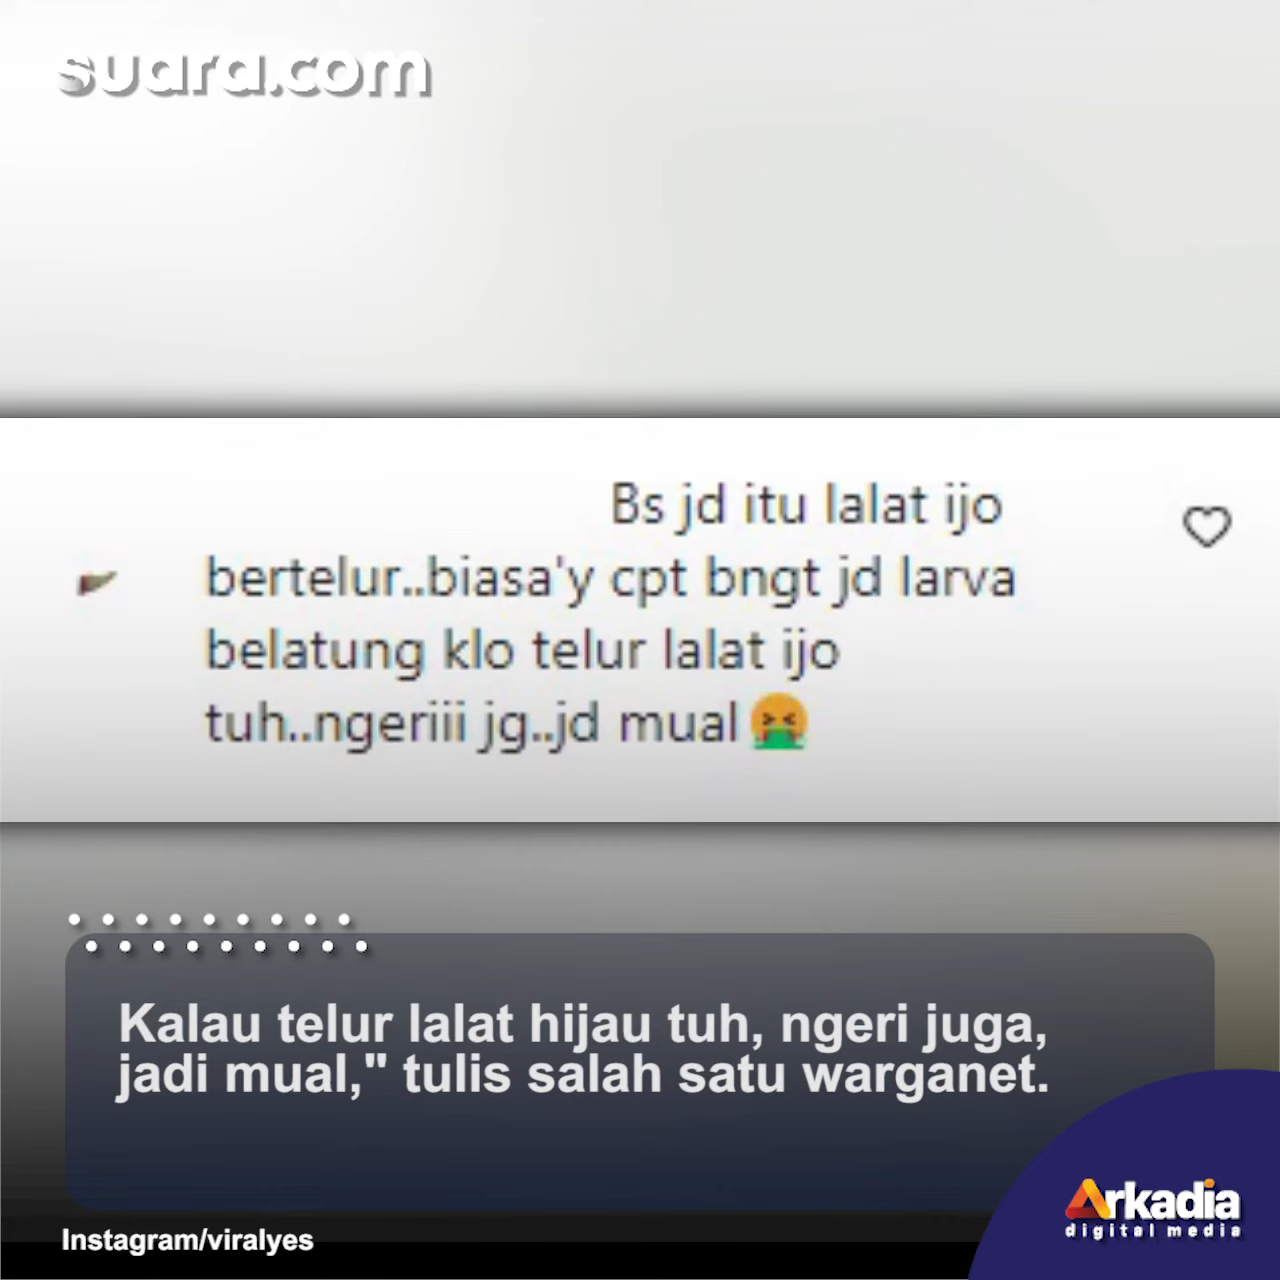 suara.com
Bs jd itu lalat ijo
bertelur..biasa'y cpt bngt jd larva
belatung klo telur lalat ijo
tuh..ngeriii jg..jd mual🤮
Kalau telur lalat hijau tuh, ngeri juga,
jadi mual," tulis salah satu warganet.
Instagram/viralyes
Arkadia
digital media